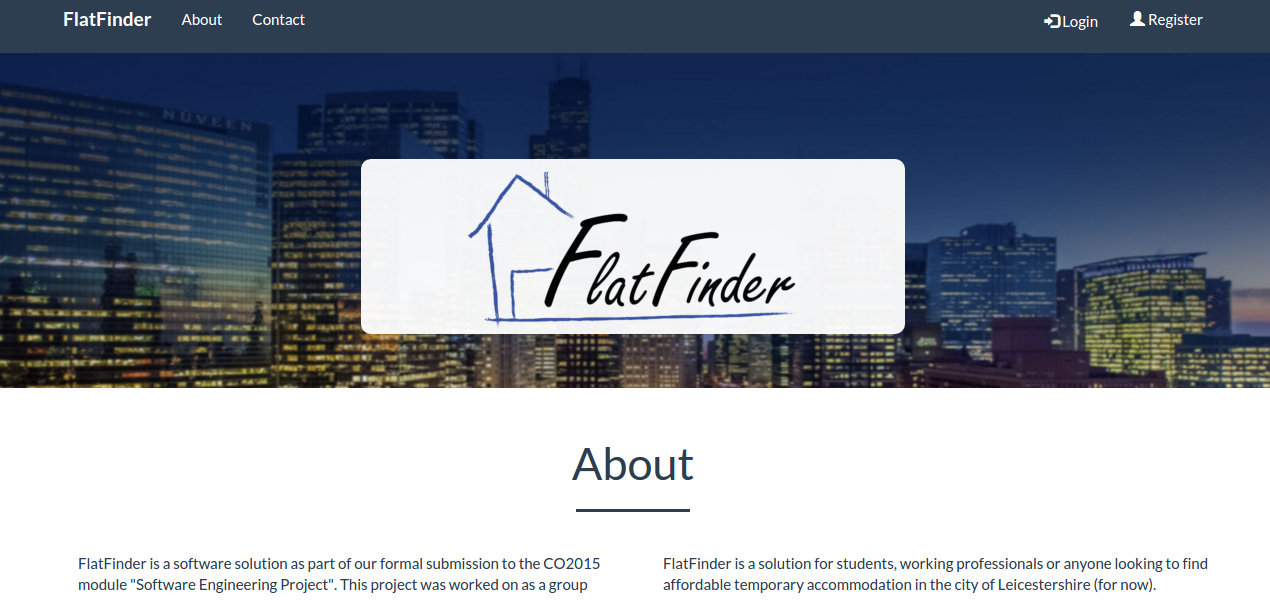 FlatFinder About Contact Login Register
NUVEEN
FlatFinder
About
FlatFinder is a software solution as part of our formal submission to the CO2015
module "Software Engineering Project". This project was worked on as a group
FlatFinder is a solution for students, working professionals or anyone looking to find
affordable temporary accommodation in the city of Leicestershire (for now).